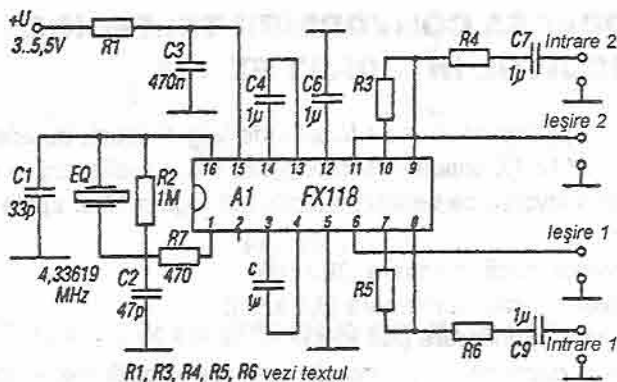 +U
3..5,5V
R1
C3
470n
C4
1µ
C6
1µ
R3
R4
C7
1µ
Intrare 2
Ieşire 2
16 15 14 13 12 11 10 9
A1 FX118
1 2 3 4 5 6 7 8
C1
33p
EQ
R2
1M
4,33619
MHz
C2
47p
R7
470
c
1µ
R5
R6
1µ
C9
Ieşire 1
Intrare 1
R1, R3, R4, R5, R6 vezi textul